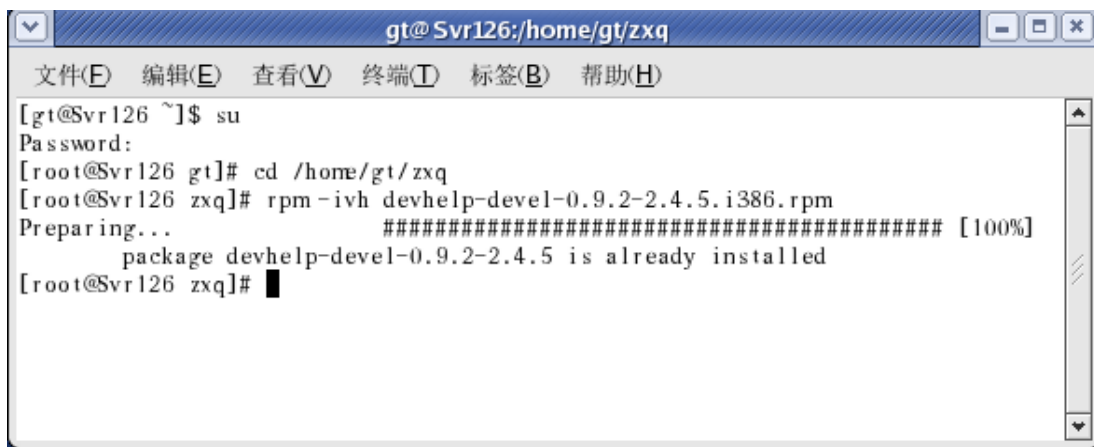 gt@Svr126:/home/gt/zxq
文件(F) 编辑(E) 查看(V) 终端(T) 标签(B) 帮助(H)
[gt@Svr126 ~]$ su
Password:
[root@Svr126 gt]# cd /home/gt/zxq
[root@Svr126 zxq]# rpm -ivh devhelp-devel-0.9.2-2.4.5.i386.rpm
Preparing... ########################################### [100%]
package devhelp-devel-0.9.2-2.4.5 is already installed
[root@Svr126 zxq]#